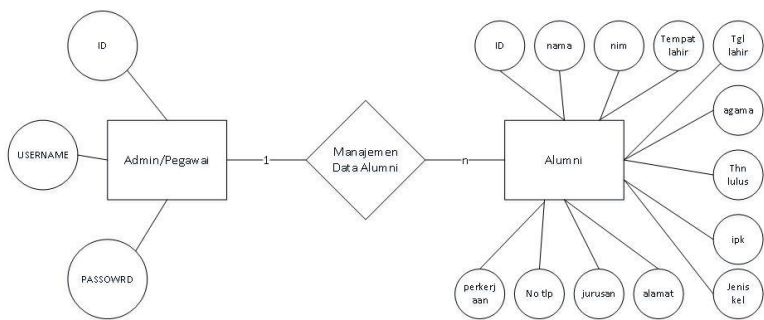 ID
USERNAME
PASSOWRD
Admin/Pegawai
1
Manajemen
Data Alumni
n
Alumni
ID
nama
nim
Tempat
lahir
Tgl
lahir
agama
Thn
lulus
ipk
Jenis
kel
perkerj
aan
No tlp
jurusan
alamat